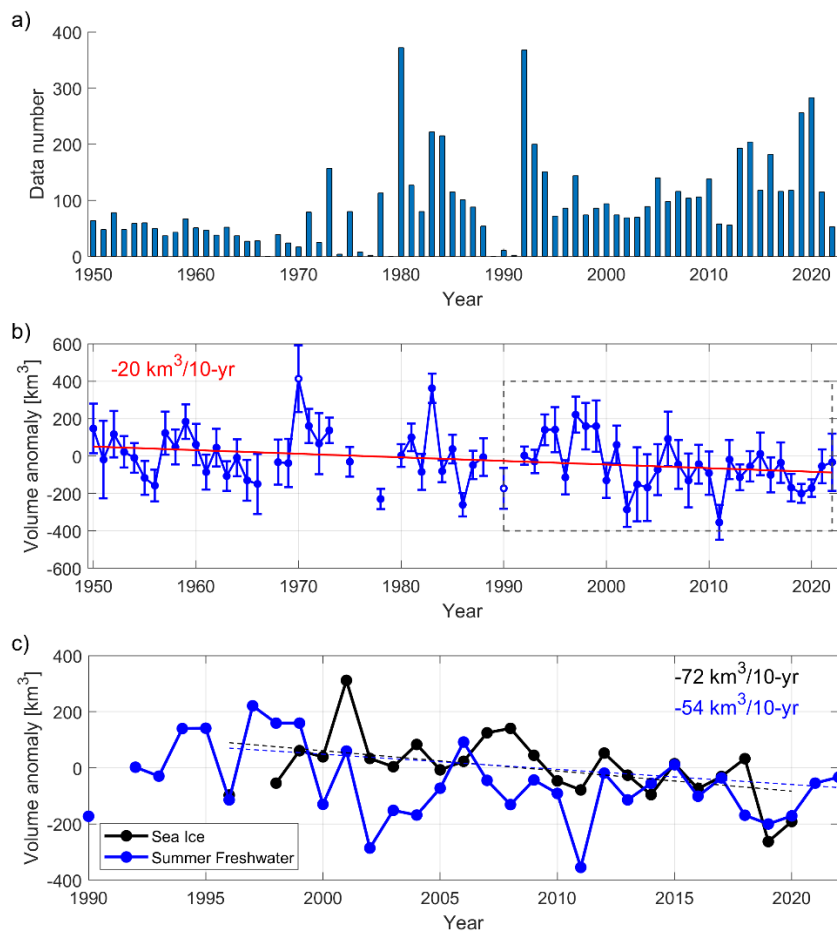 a)
400
300
200
100
0
Data number
1950
1960
1970
1980
1990
2000
2010
2020
Year
b)
600
400
200
0
-200
-400
-600
Volume anomaly [km³]
-20 km³/10-yr
1950
1960
1970
1980
1990
2000
2010
2020
Year
c)
400
200
0
-200
-400
Volume anomaly [km³]
-72 km³/10-yr
-54 km³/10-yr
Sea Ice
Summer Freshwater
1990
1995
2000
2005
2010
2015
2020
Year